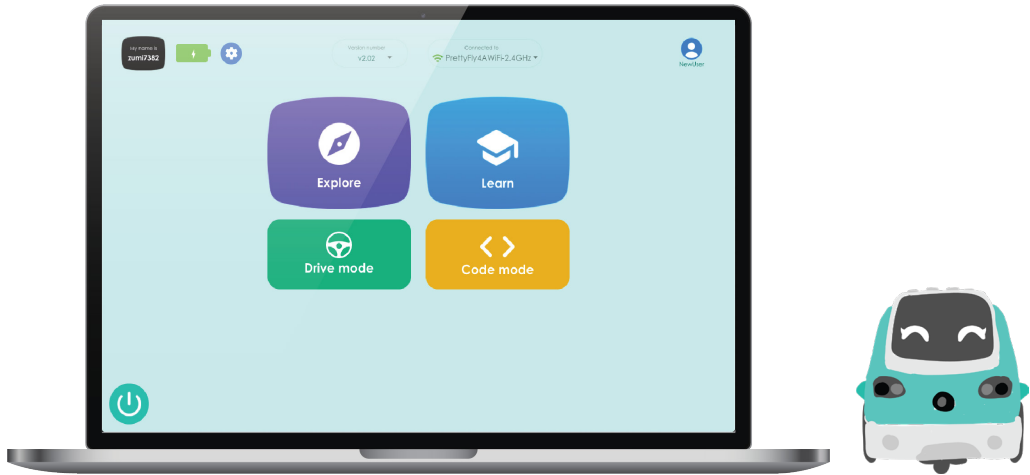 My name is
zumi7382
Version number
v2.02
Connected to
PrettyFly4AWiFi-2.4GHz
NewUser
Explore
Learn
Drive mode
Code mode